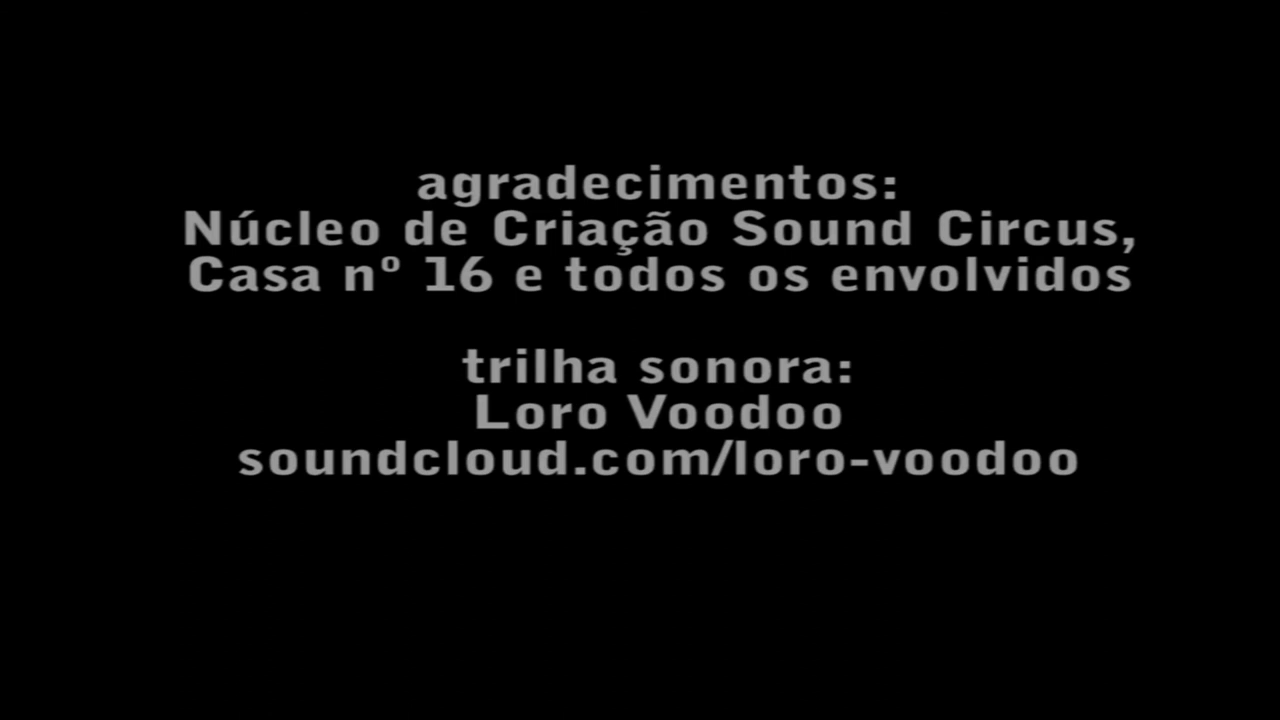 agradecimentos:
Núcleo de Criação Sound Circus,
Casa nº 16 e todos os envolvidos
trilha sonora:
Loro Voodoo
soundcloud.com/loro-voodoo